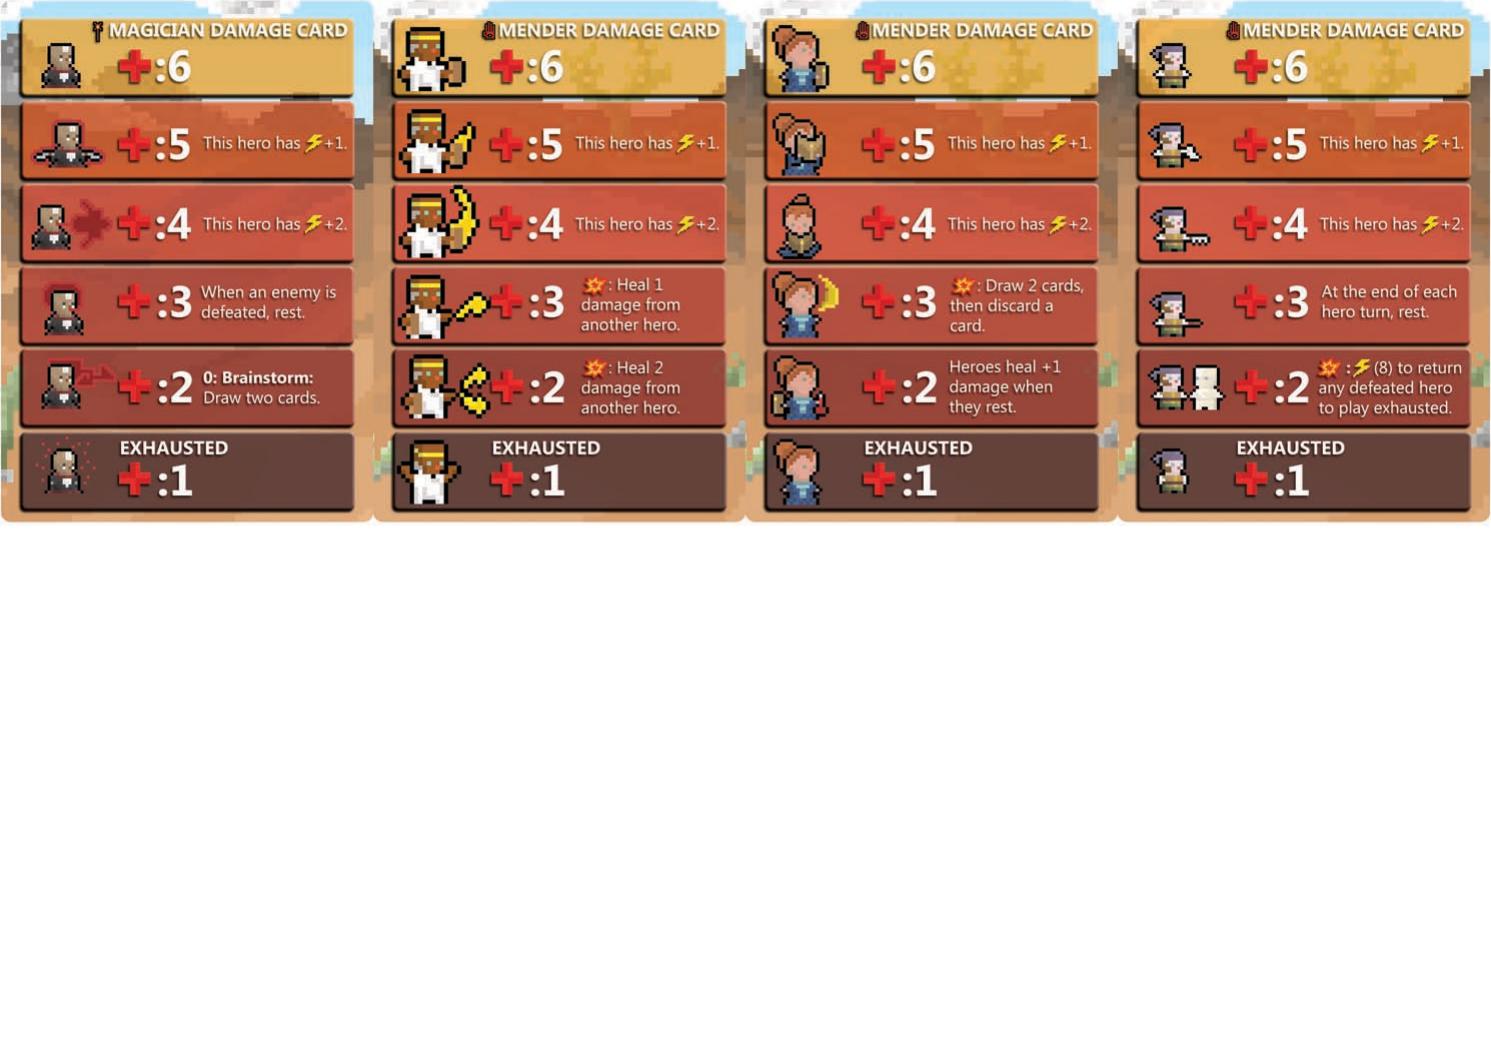 MAGICIAN DAMAGE CARD
:6
:5 This hero has +1.
:4 This hero has +2.
:3 When an enemy is
defeated, rest.
:2 0: Brainstorm:
Draw two cards.
EXHAUSTED
:1
MENDER DAMAGE CARD
:6
:5 This hero has +1.
:4 This hero has +2.
:3 : Heal 1
damage from
another hero.
:2 : Heal 2
damage from
another hero.
EXHAUSTED
:1
MENDER DAMAGE CARD
:6
:5 This hero has +1.
:4 This hero has +2.
:3 : Draw 2 cards,
then discard a
card.
:2 Heroes heal +1
damage when
they rest.
EXHAUSTED
:1
MENDER DAMAGE CARD
:6
:5 This hero has +1.
:4 This hero has +2.
:3 At the end of each
hero turn, rest.
:2 : (8) to return
any defeated hero
to play exhausted.
EXHAUSTED
:1